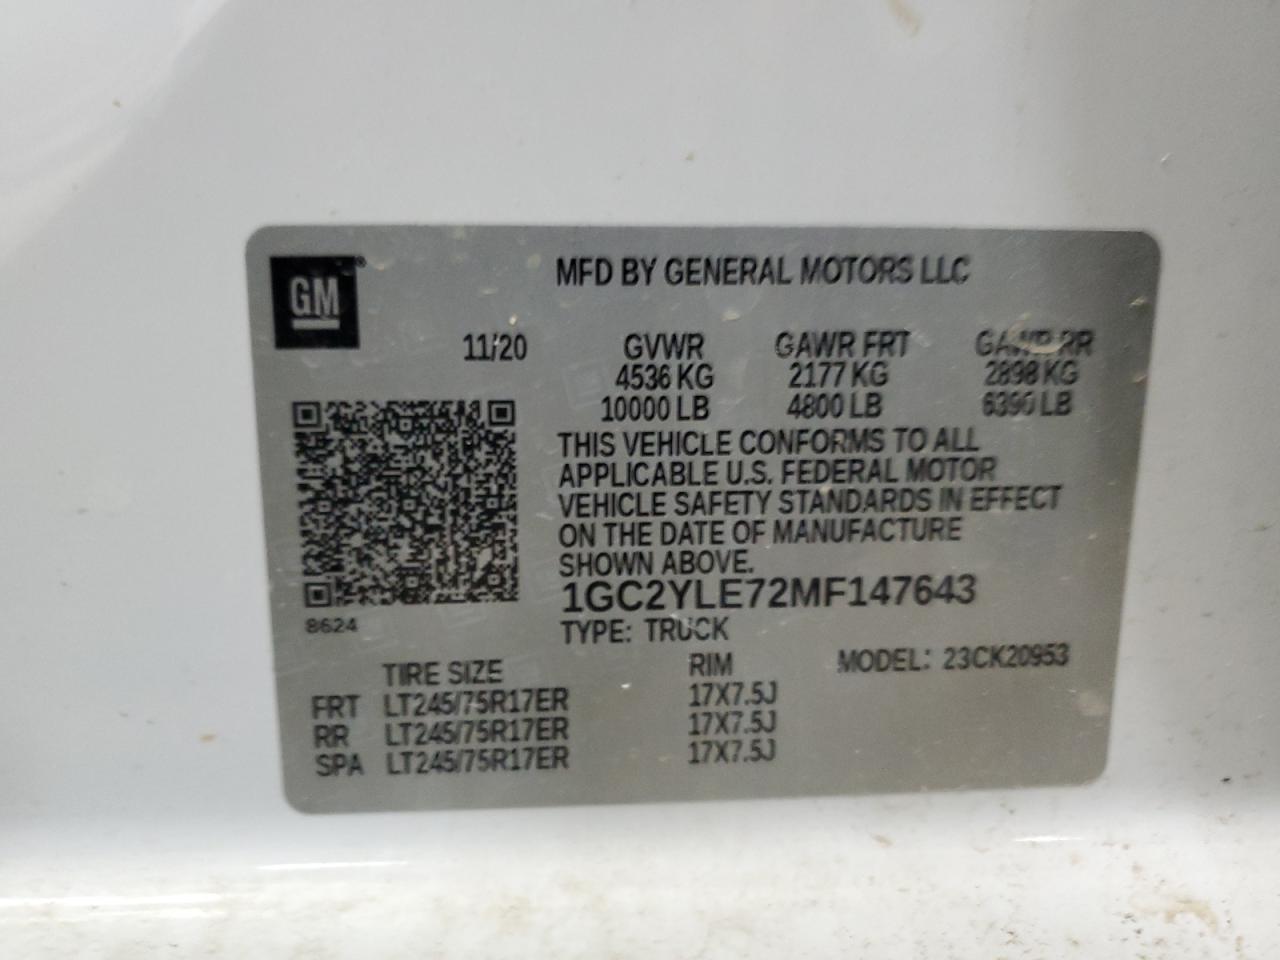 GM
MFD BY GENERAL MOTORS LLC
11/20 GVWR GAWR FRT GAWR RR
4536 KG 2177 KG 2898 KG
10000 LB 4800 LB 6390 LB
THIS VEHICLE CONFORMS TO ALL
APPLICABLE U.S. FEDERAL MOTOR
VEHICLE SAFETY STANDARDS IN EFFECT
ON THE DATE OF MANUFACTURE
SHOWN ABOVE.
1GC2YLE72MF147643
8624
TYPE: TRUCK
MODEL: 23CK20953
TIRE SIZE RIM
FRT LT245/75R17ER 17X7.5J
RR LT245/75R17ER 17X7.5J
SPA LT245/75R17ER 17X7.5J